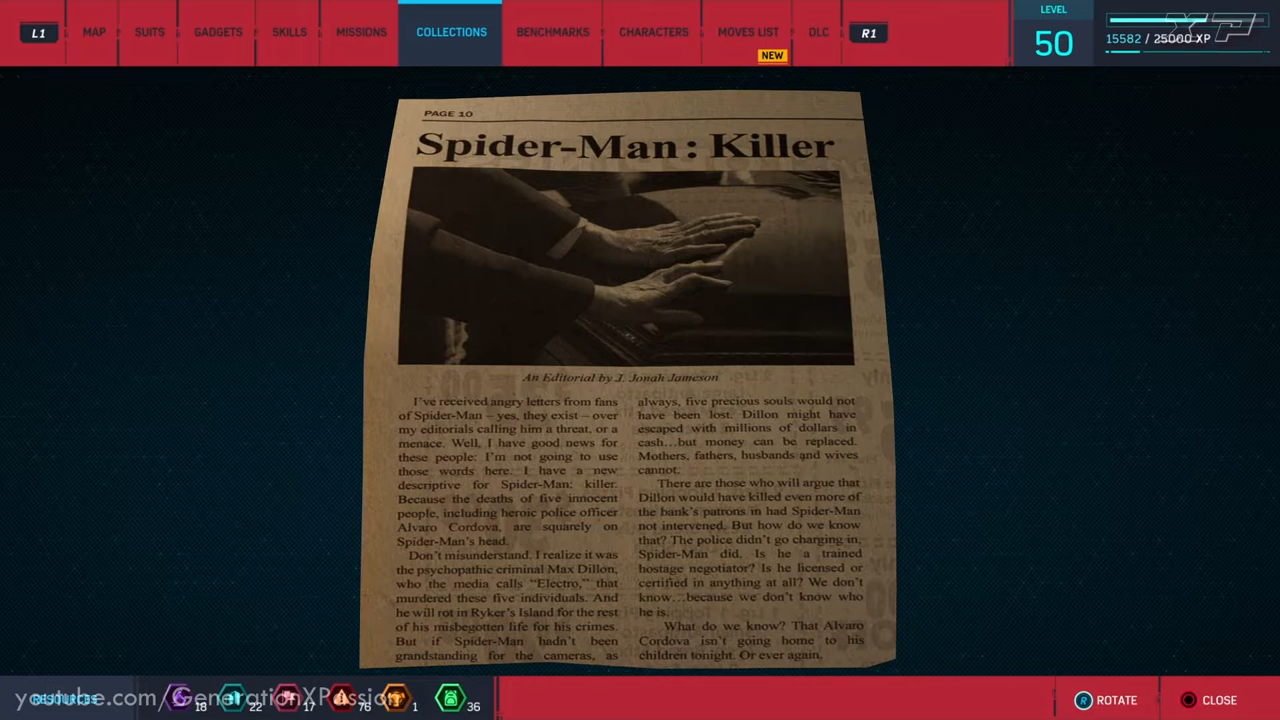 L1 MAP SUITS GADGETS SKILLS MISSIONS COLLECTIONS BENCHMARKS CHARACTERS MOVES LIST DLC R1
NEW
LEVEL
50
XP
15582 / 25000 XP
PAGE 10
Spider-Man: Killer
An Editorial by J. Jonah Jameson
I've received angry letters from fans
of Spider-Man – yes, they exist – over
my editorials calling him a threat, or a
menace. Well, I have good news for
these people: I'm not going to use
those words here. I have a new
descriptive for Spider-Man: killer.
Because the deaths of five innocent
people, including heroic police officer
Alvaro Cordova, are squarely on
Spider-Man's head.
Don't misunderstand. I realize it was
the psychopathic criminal Max Dillon,
who the media calls "Electro," that
murdered these five individuals. And
he will rot in Ryker's Island for the rest
of his misbegotten life for his crimes.
But if Spider-Man hadn't been
grandstanding for the cameras, as
always, five precious souls would not
have been lost. Dillon might have
escaped with millions of dollars in
cash...but money can be replaced.
Mothers, fathers, husbands and wives
cannot.
There are those who will argue that
Dillon would have killed even more of
the bank's patrons in had Spider-Man
not intervened. But how do we know
that? The police didn't go charging in,
Spider-Man did. Is he a trained
hostage negotiator? Is he licensed or
certified in anything at all? We don't
know...because we don't know who
he is.
What do we know? That Alvaro
Cordova isn't going home to his
children tonight. Or ever again.
RESOURCES 18 22 17 76 1 36
youtube.com/GenerationXPassion
R ROTATE CLOSE